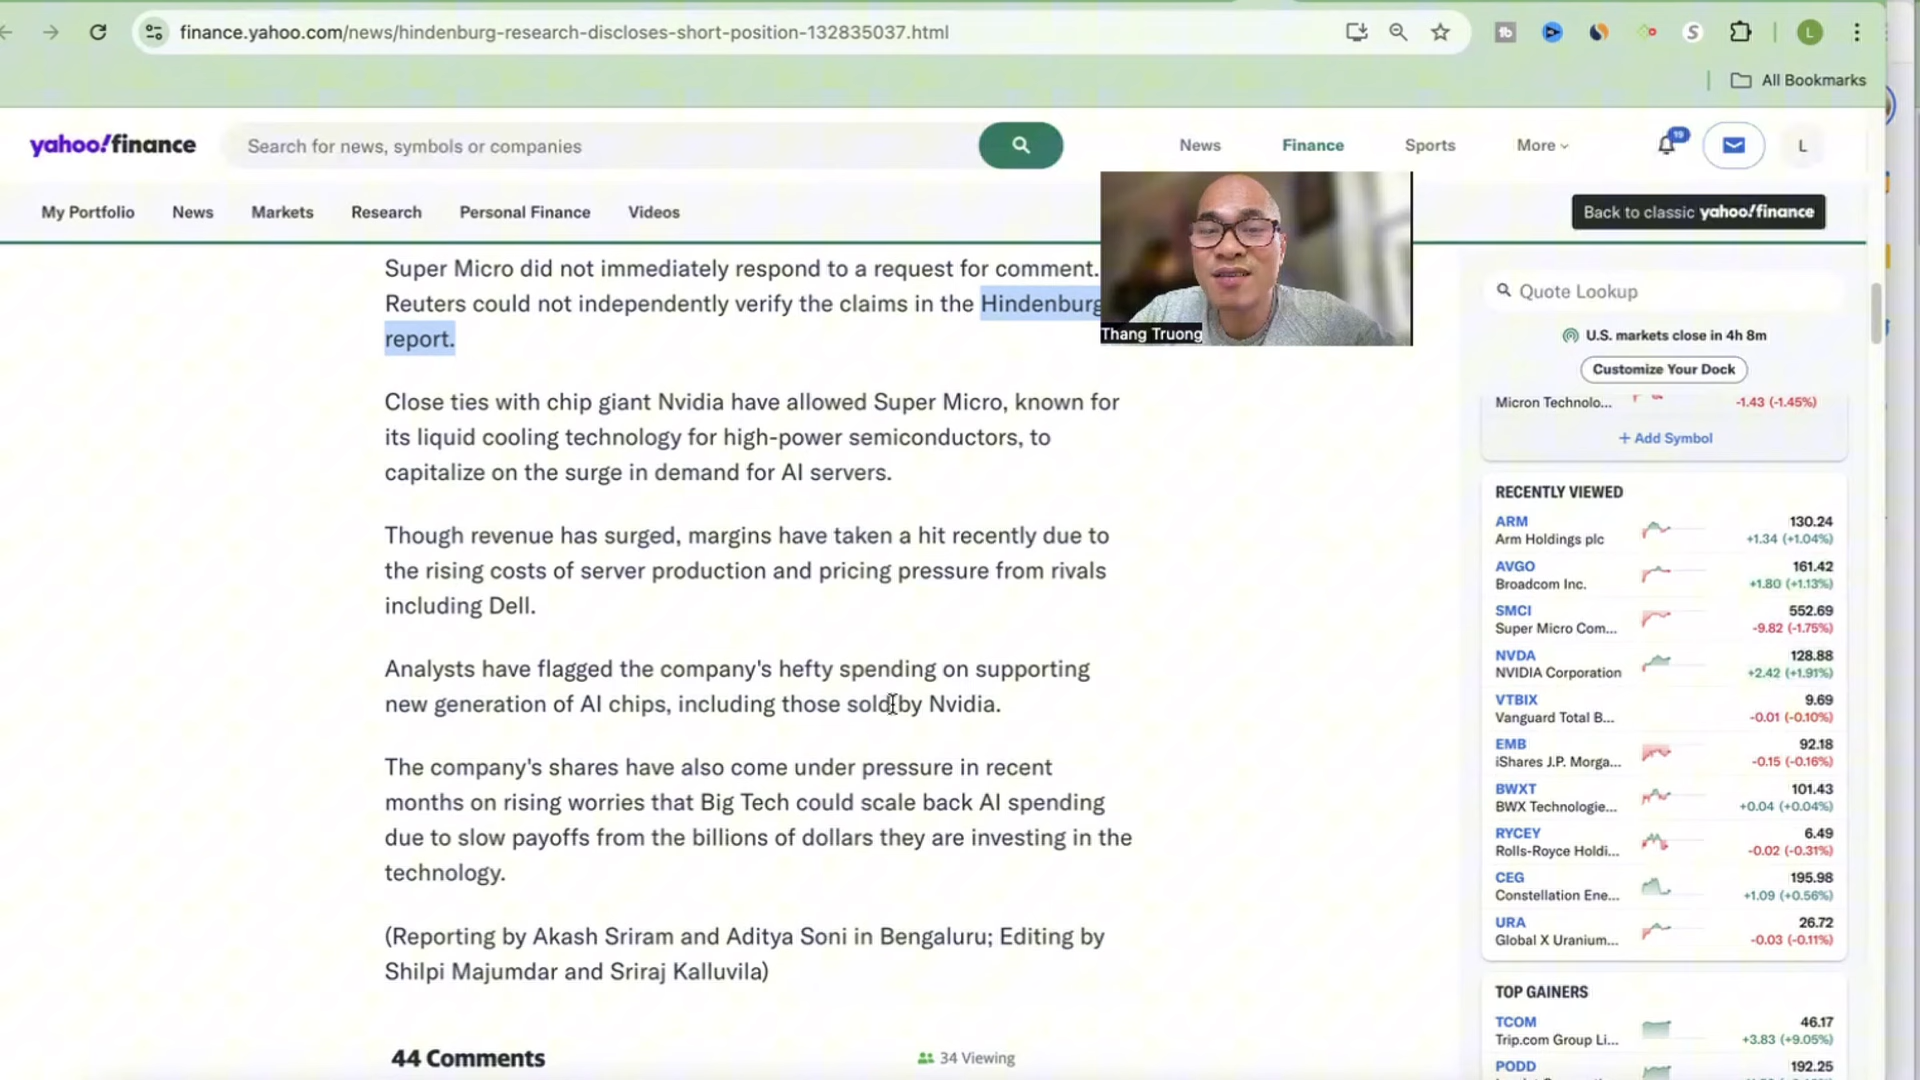 finance.yahoo.com/news/hindenburg-research-discloses-short-position-132835037.html
tb
S
L
All Bookmarks
yahoo!finance
Search for news, symbols or companies
News
Finance
Sports
More
19
L
My Portfolio
News
Markets
Research
Personal Finance
Videos
Back to classic yahoo!finance
Super Micro did not immediately respond to a request for comment.
Reuters could not independently verify the claims in the Hindenburg
report.
Thang Truong
Close ties with chip giant Nvidia have allowed Super Micro, known for
its liquid cooling technology for high-power semiconductors, to
capitalize on the surge in demand for AI servers.
Though revenue has surged, margins have taken a hit recently due to
the rising costs of server production and pricing pressure from rivals
including Dell.
Analysts have flagged the company's hefty spending on supporting
new generation of AI chips, including those sold by Nvidia.
The company's shares have also come under pressure in recent
months on rising worries that Big Tech could scale back AI spending
due to slow payoffs from the billions of dollars they are investing in the
technology.
(Reporting by Akash Sriram and Aditya Soni in Bengaluru; Editing by
Shilpi Majumdar and Sriraj Kalluvila)
44 Comments
34 Viewing
Quote Lookup
U.S. markets close in 4h 8m
Customize Your Dock
Micron Technolo... -1.43 (-1.45%)
+ Add Symbol
RECENTLY VIEWED
ARM 130.24
Arm Holdings plc +1.34 (+1.04%)
AVGO 161.42
Broadcom Inc. +1.80 (+1.13%)
SMCI 552.69
Super Micro Com... -9.82 (-1.75%)
NVDA 128.88
NVIDIA Corporation +2.42 (+1.91%)
VTBIX 9.69
Vanguard Total B... -0.01 (-0.10%)
EMB 92.18
iShares J.P. Morga... -0.15 (-0.16%)
BWXT 101.43
BWX Technologie... +0.04 (+0.04%)
RYCEY 6.49
Rolls-Royce Holdi... -0.02 (-0.31%)
CEG 195.98
Constellation Ene... +1.09 (+0.56%)
URA 26.72
Global X Uranium... -0.03 (-0.11%)
TOP GAINERS
TCOM 46.17
Trip.com Group Li... +3.83 (+9.05%)
PODD 192.25